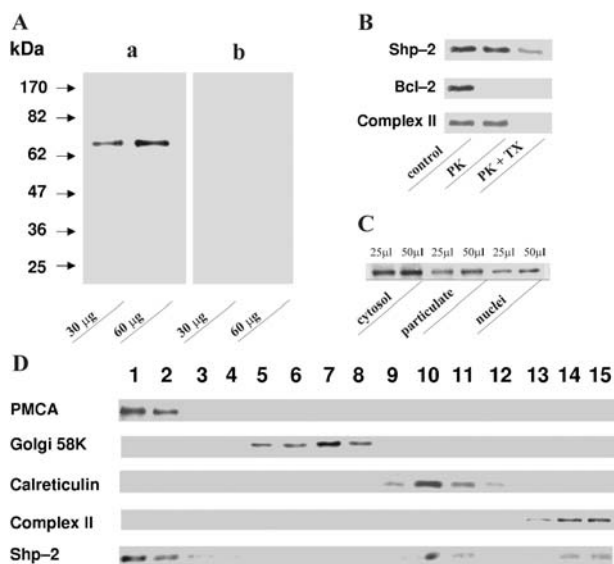 A
kDa
a
b
170
82
62
47
36
25
30 µg
60 µg
30 µg
60 µg
B
Shp–2
Bcl–2
Complex II
control
PK
PK + TX
C
25µl 50µl 25µl 50µl 25µl 50µl
cytosol
particulate
nuclei
D
1 2 3 4 5 6 7 8 9 10 11 12 13 14 15
PMCA
Golgi 58K
Calreticulin
Complex II
Shp–2